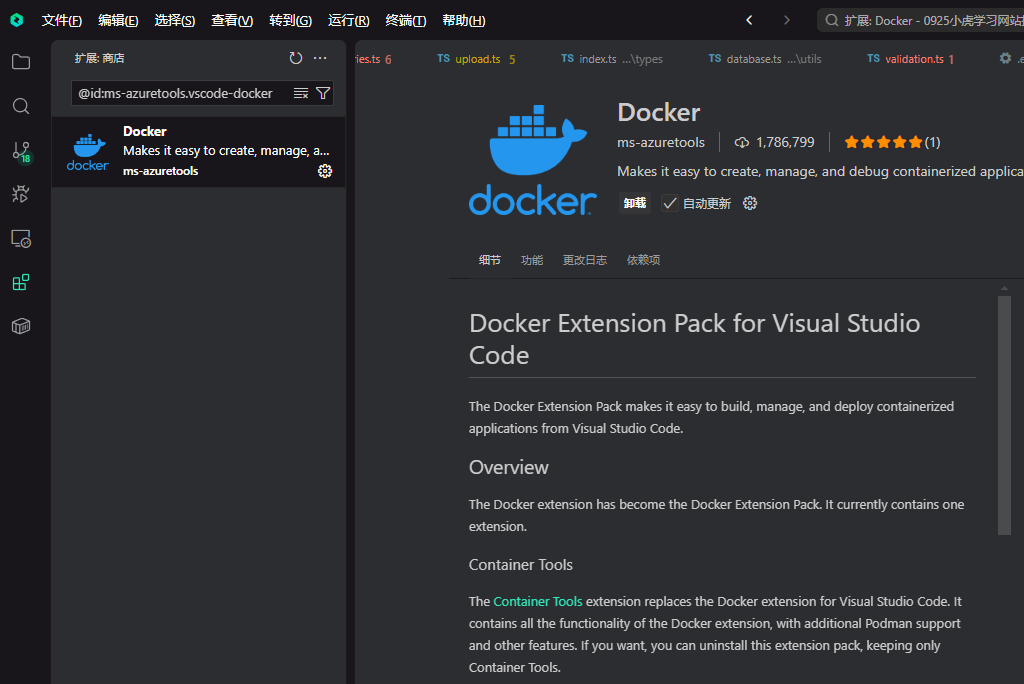 文件(F) 编辑(E) 选择(S) 查看(V) 转到(G) 运行(R) 终端(T) 帮助(H)
扩展: Docker - 0925小虎学习网站
扩展: 商店
@id:ms-azuretools.vscode-docker
Docker
Makes it easy to create, manage, a...
ms-azuretools
docker
18
ies.ts 6
TS upload.ts 5
TS index.ts ...\types
TS database.ts ...\utils
TS validation.ts 1
.e
docker
Docker
ms-azuretools 1,786,799 (1)
Makes it easy to create, manage, and debug containerized applica
卸载 自动更新
细节 功能 更改日志 依赖项
Docker Extension Pack for Visual Studio
Code
The Docker Extension Pack makes it easy to build, manage, and deploy containerized
applications from Visual Studio Code.
Overview
The Docker extension has become the Docker Extension Pack. It currently contains one
extension.
Container Tools
The Container Tools extension replaces the Docker extension for Visual Studio Code. It
contains all the functionality of the Docker extension, with additional Podman support
and other features. If you want, you can uninstall this extension pack, keeping only
Container Tools.